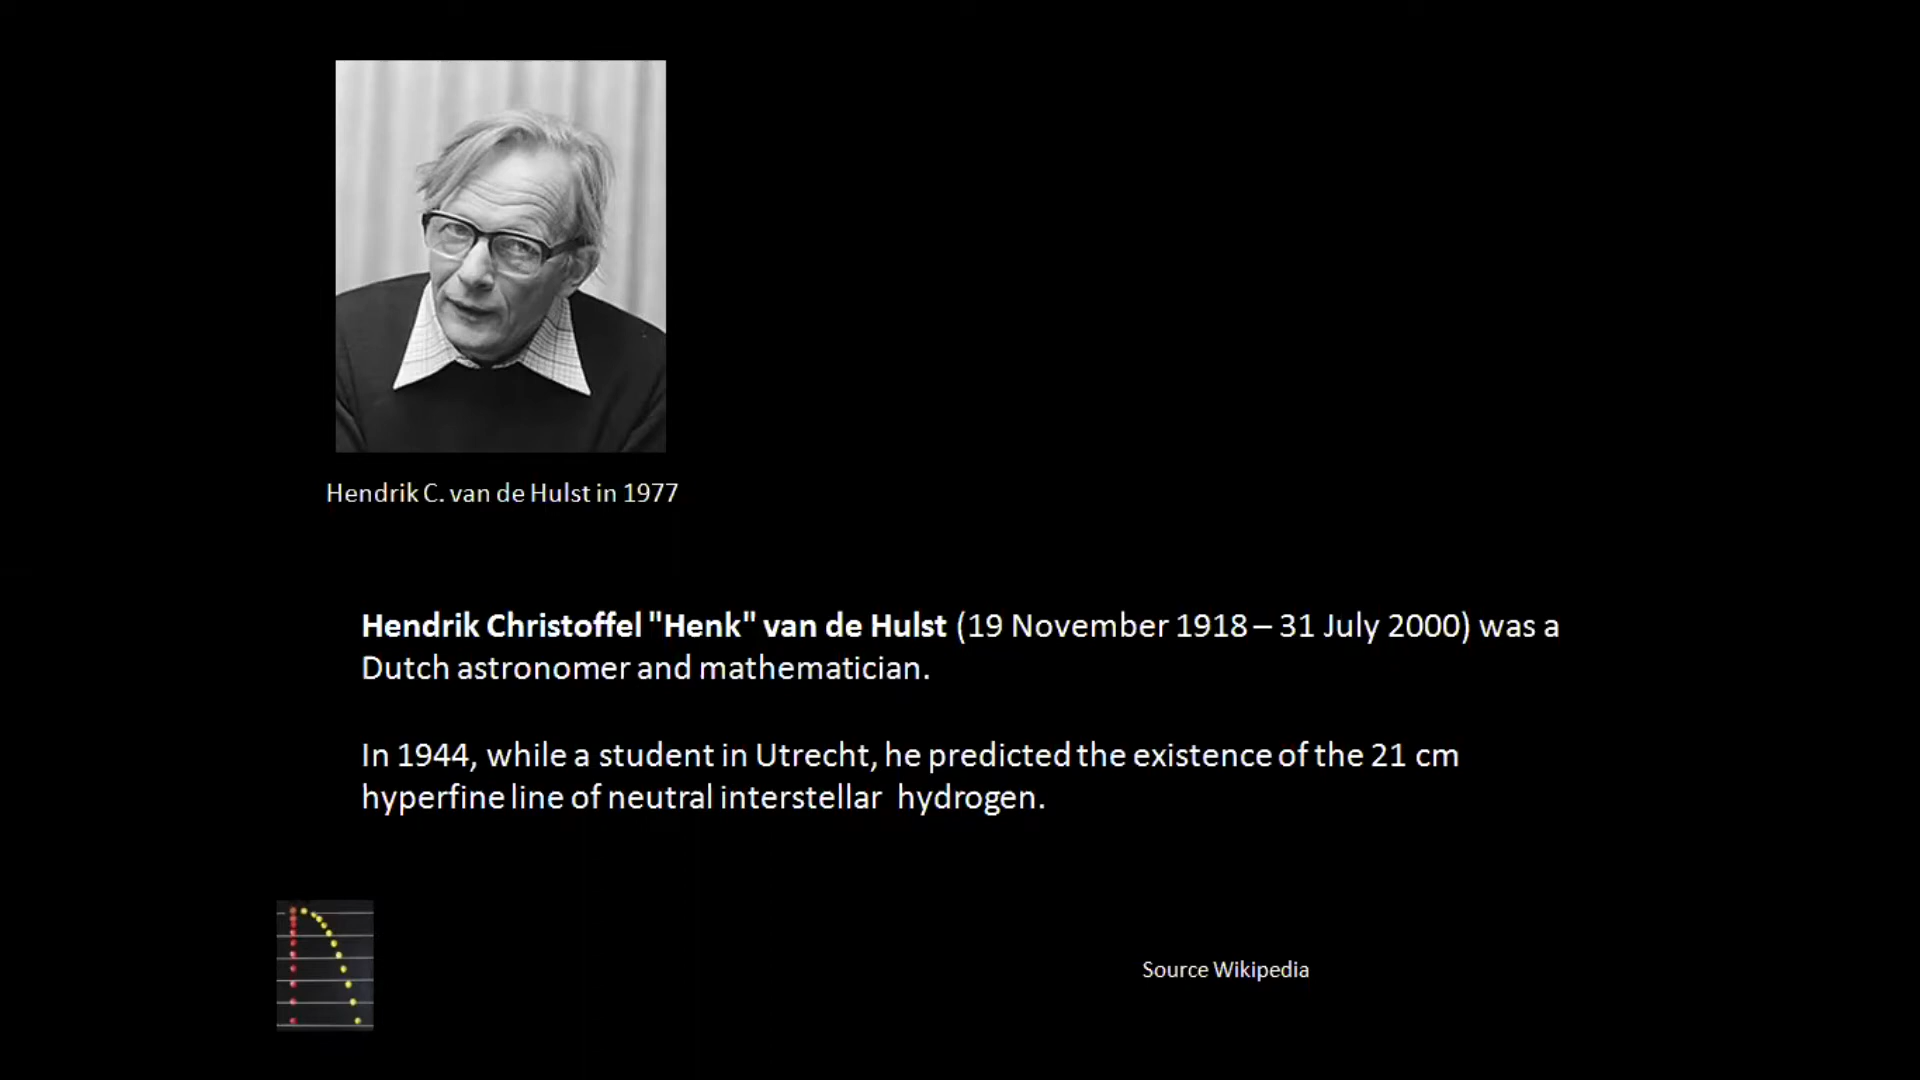 Hendrik C. van de Hulst in 1977
Hendrik Christoffel "Henk" van de Hulst (19 November 1918 – 31 July 2000) was a
Dutch astronomer and mathematician.
In 1944, while a student in Utrecht, he predicted the existence of the 21 cm
hyperfine line of neutral interstellar hydrogen.
Source Wikipedia